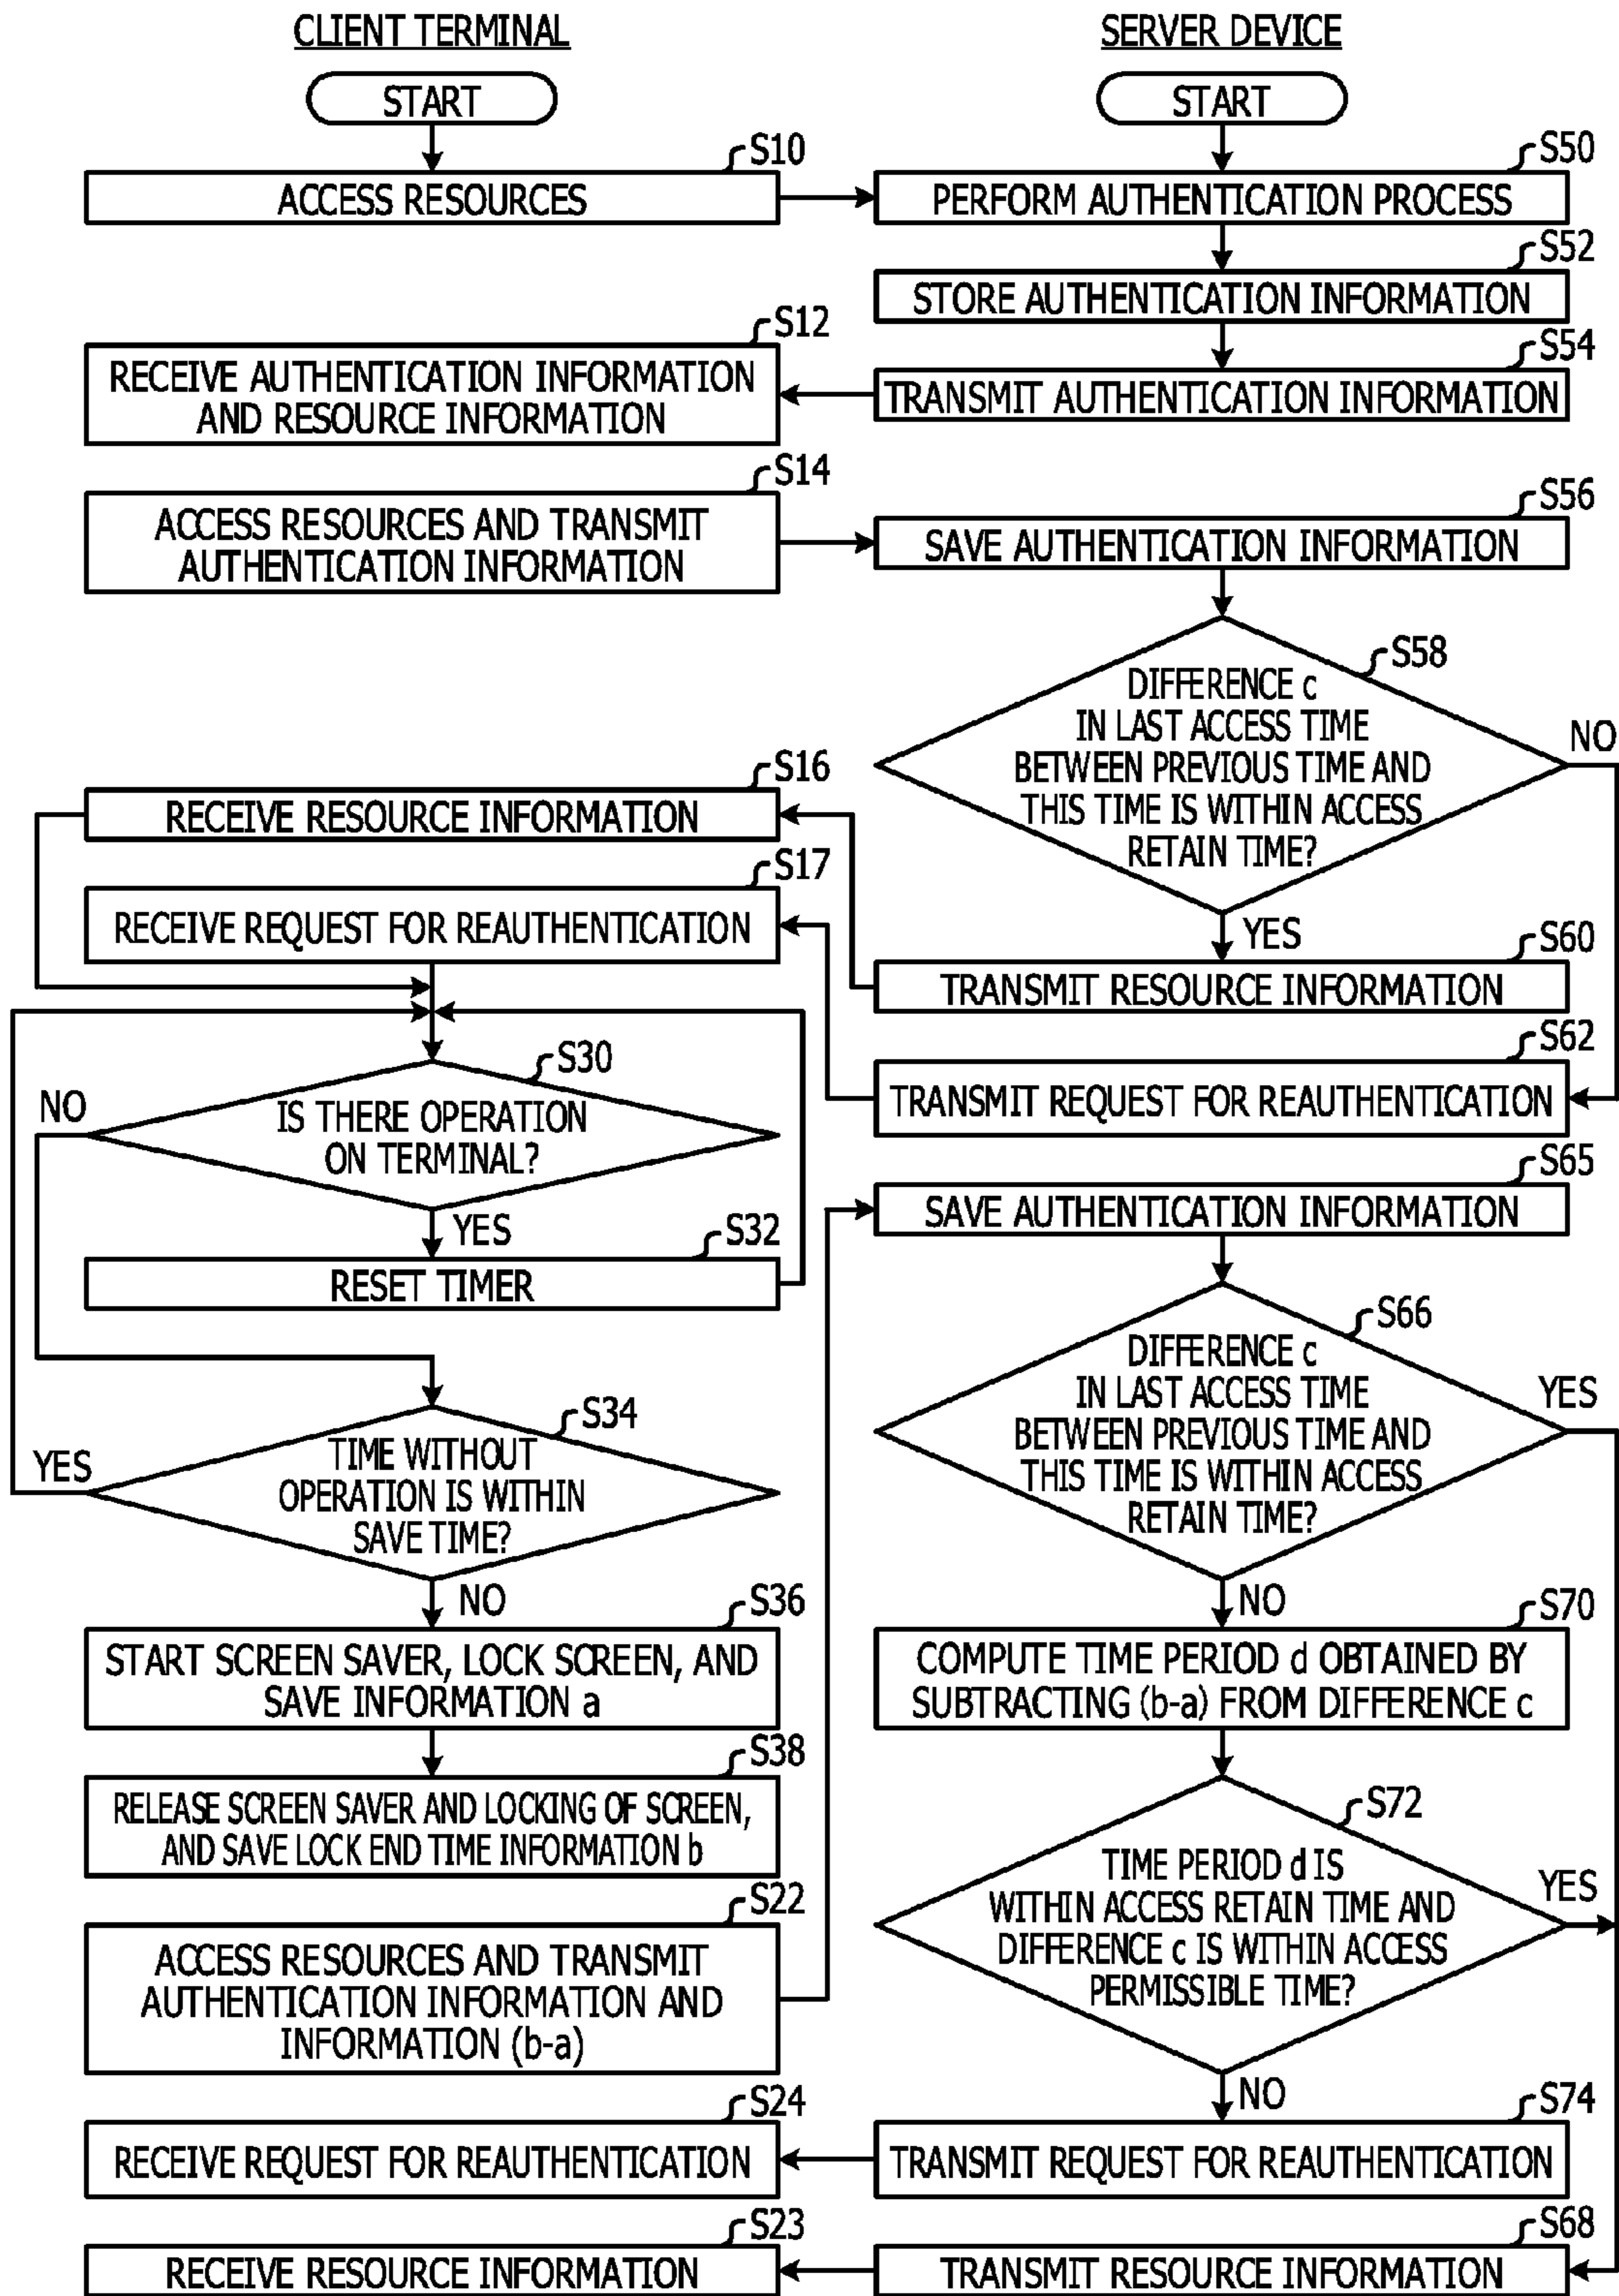 CLIENT TERMINAL
SERVER DEVICE
START
START
S10
ACCESS RESOURCES
S50
PERFORM AUTHENTICATION PROCESS
S52
STORE AUTHENTICATION INFORMATION
S12
RECEIVE AUTHENTICATION INFORMATION
AND RESOURCE INFORMATION
S54
TRANSMIT AUTHENTICATION INFORMATION
S14
ACCESS RESOURCES AND TRANSMIT
AUTHENTICATION INFORMATION
S56
SAVE AUTHENTICATION INFORMATION
S58
DIFFERENCE c
IN LAST ACCESS TIME
BETWEEN PREVIOUS TIME AND
THIS TIME IS WITHIN ACCESS
RETAIN TIME?
NO
YES
S16
RECEIVE RESOURCE INFORMATION
S17
RECEIVE REQUEST FOR REAUTHENTICATION
S60
TRANSMIT RESOURCE INFORMATION
S62
TRANSMIT REQUEST FOR REAUTHENTICATION
S30
NO
IS THERE OPERATION
ON TERMINAL?
YES
S32
RESET TIMER
S65
SAVE AUTHENTICATION INFORMATION
S66
DIFFERENCE c
IN LAST ACCESS TIME
BETWEEN PREVIOUS TIME AND
THIS TIME IS WITHIN ACCESS
RETAIN TIME?
YES
NO
S34
YES
TIME WITHOUT
OPERATION IS WITHIN
SAVE TIME?
NO
S36
START SCREEN SAVER, LOCK SCREEN, AND
SAVE INFORMATION a
S70
COMPUTE TIME PERIOD d OBTAINED BY
SUBTRACTING (b-a) FROM DIFFERENCE c
S38
RELEASE SCREEN SAVER AND LOCKING OF SCREEN,
AND SAVE LOCK END TIME INFORMATION b
S72
TIME PERIOD d IS
WITHIN ACCESS RETAIN TIME AND
DIFFERENCE c IS WITHIN ACCESS
PERMISSIBLE TIME?
YES
NO
S22
ACCESS RESOURCES AND TRANSMIT
AUTHENTICATION INFORMATION AND
INFORMATION (b-a)
S24
RECEIVE REQUEST FOR REAUTHENTICATION
S74
TRANSMIT REQUEST FOR REAUTHENTICATION
S23
RECEIVE RESOURCE INFORMATION
S68
TRANSMIT RESOURCE INFORMATION